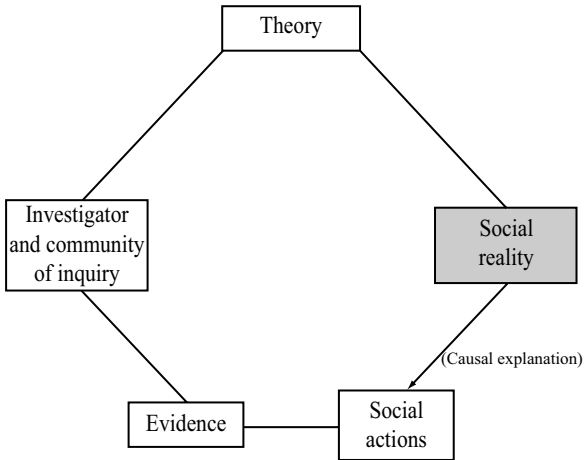 Theory
Investigator
and community
of inquiry
Social
reality
(Causal explanation)
Evidence
Social
actions